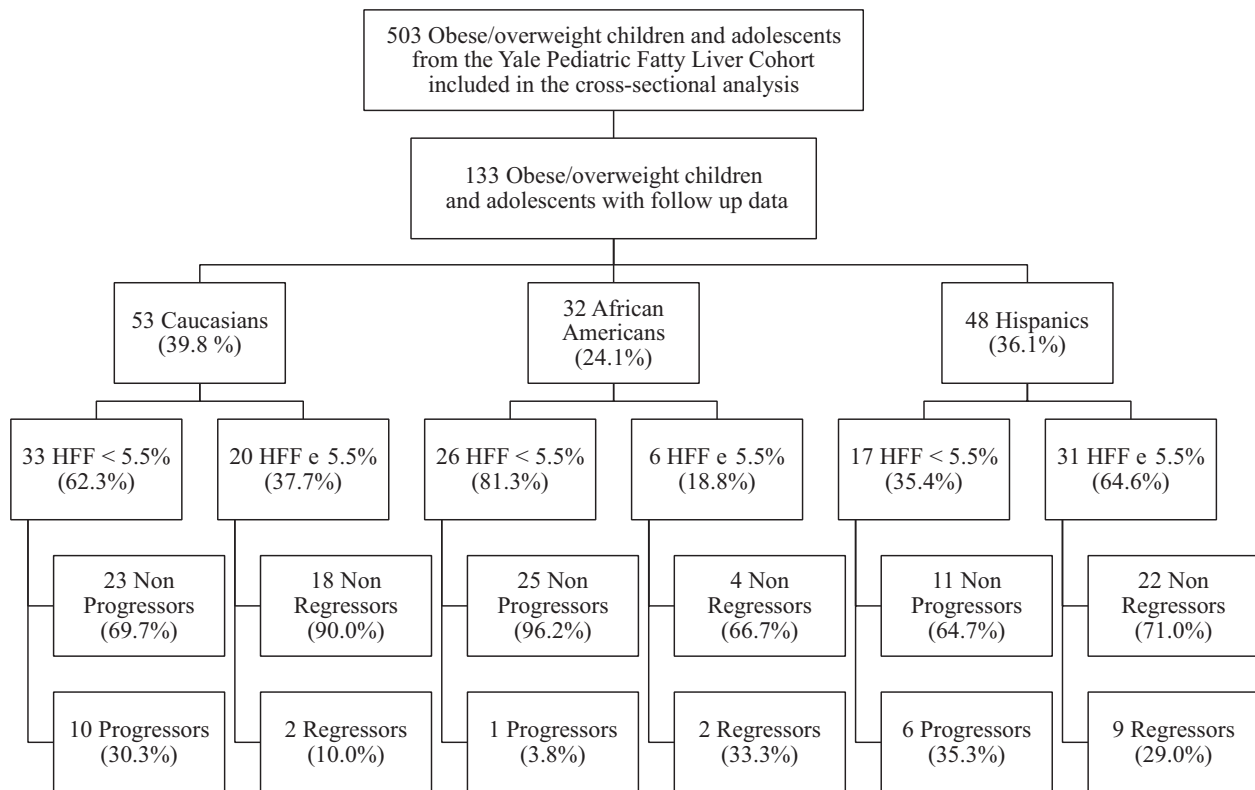 503 Obese/overweight children and adolescents
from the Yale Pediatric Fatty Liver Cohort
included in the cross-sectional analysis
133 Obese/overweight children
and adolescents with follow up data
53 Caucasians
(39.8 %)
32 African
Americans
(24.1%)
48 Hispanics
(36.1%)
33 HFF < 5.5%
(62.3%)
20 HFF e 5.5%
(37.7%)
26 HFF < 5.5%
(81.3%)
6 HFF e 5.5%
(18.8%)
17 HFF < 5.5%
(35.4%)
31 HFF e 5.5%
(64.6%)
23 Non
Progressors
(69.7%)
18 Non
Regressors
(90.0%)
25 Non
Progressors
(96.2%)
4 Non
Regressors
(66.7%)
11 Non
Progressors
(64.7%)
22 Non
Regressors
(71.0%)
10 Progressors
(30.3%)
2 Regressors
(10.0%)
1 Progressors
(3.8%)
2 Regressors
(33.3%)
6 Progressors
(35.3%)
9 Regressors
(29.0%)